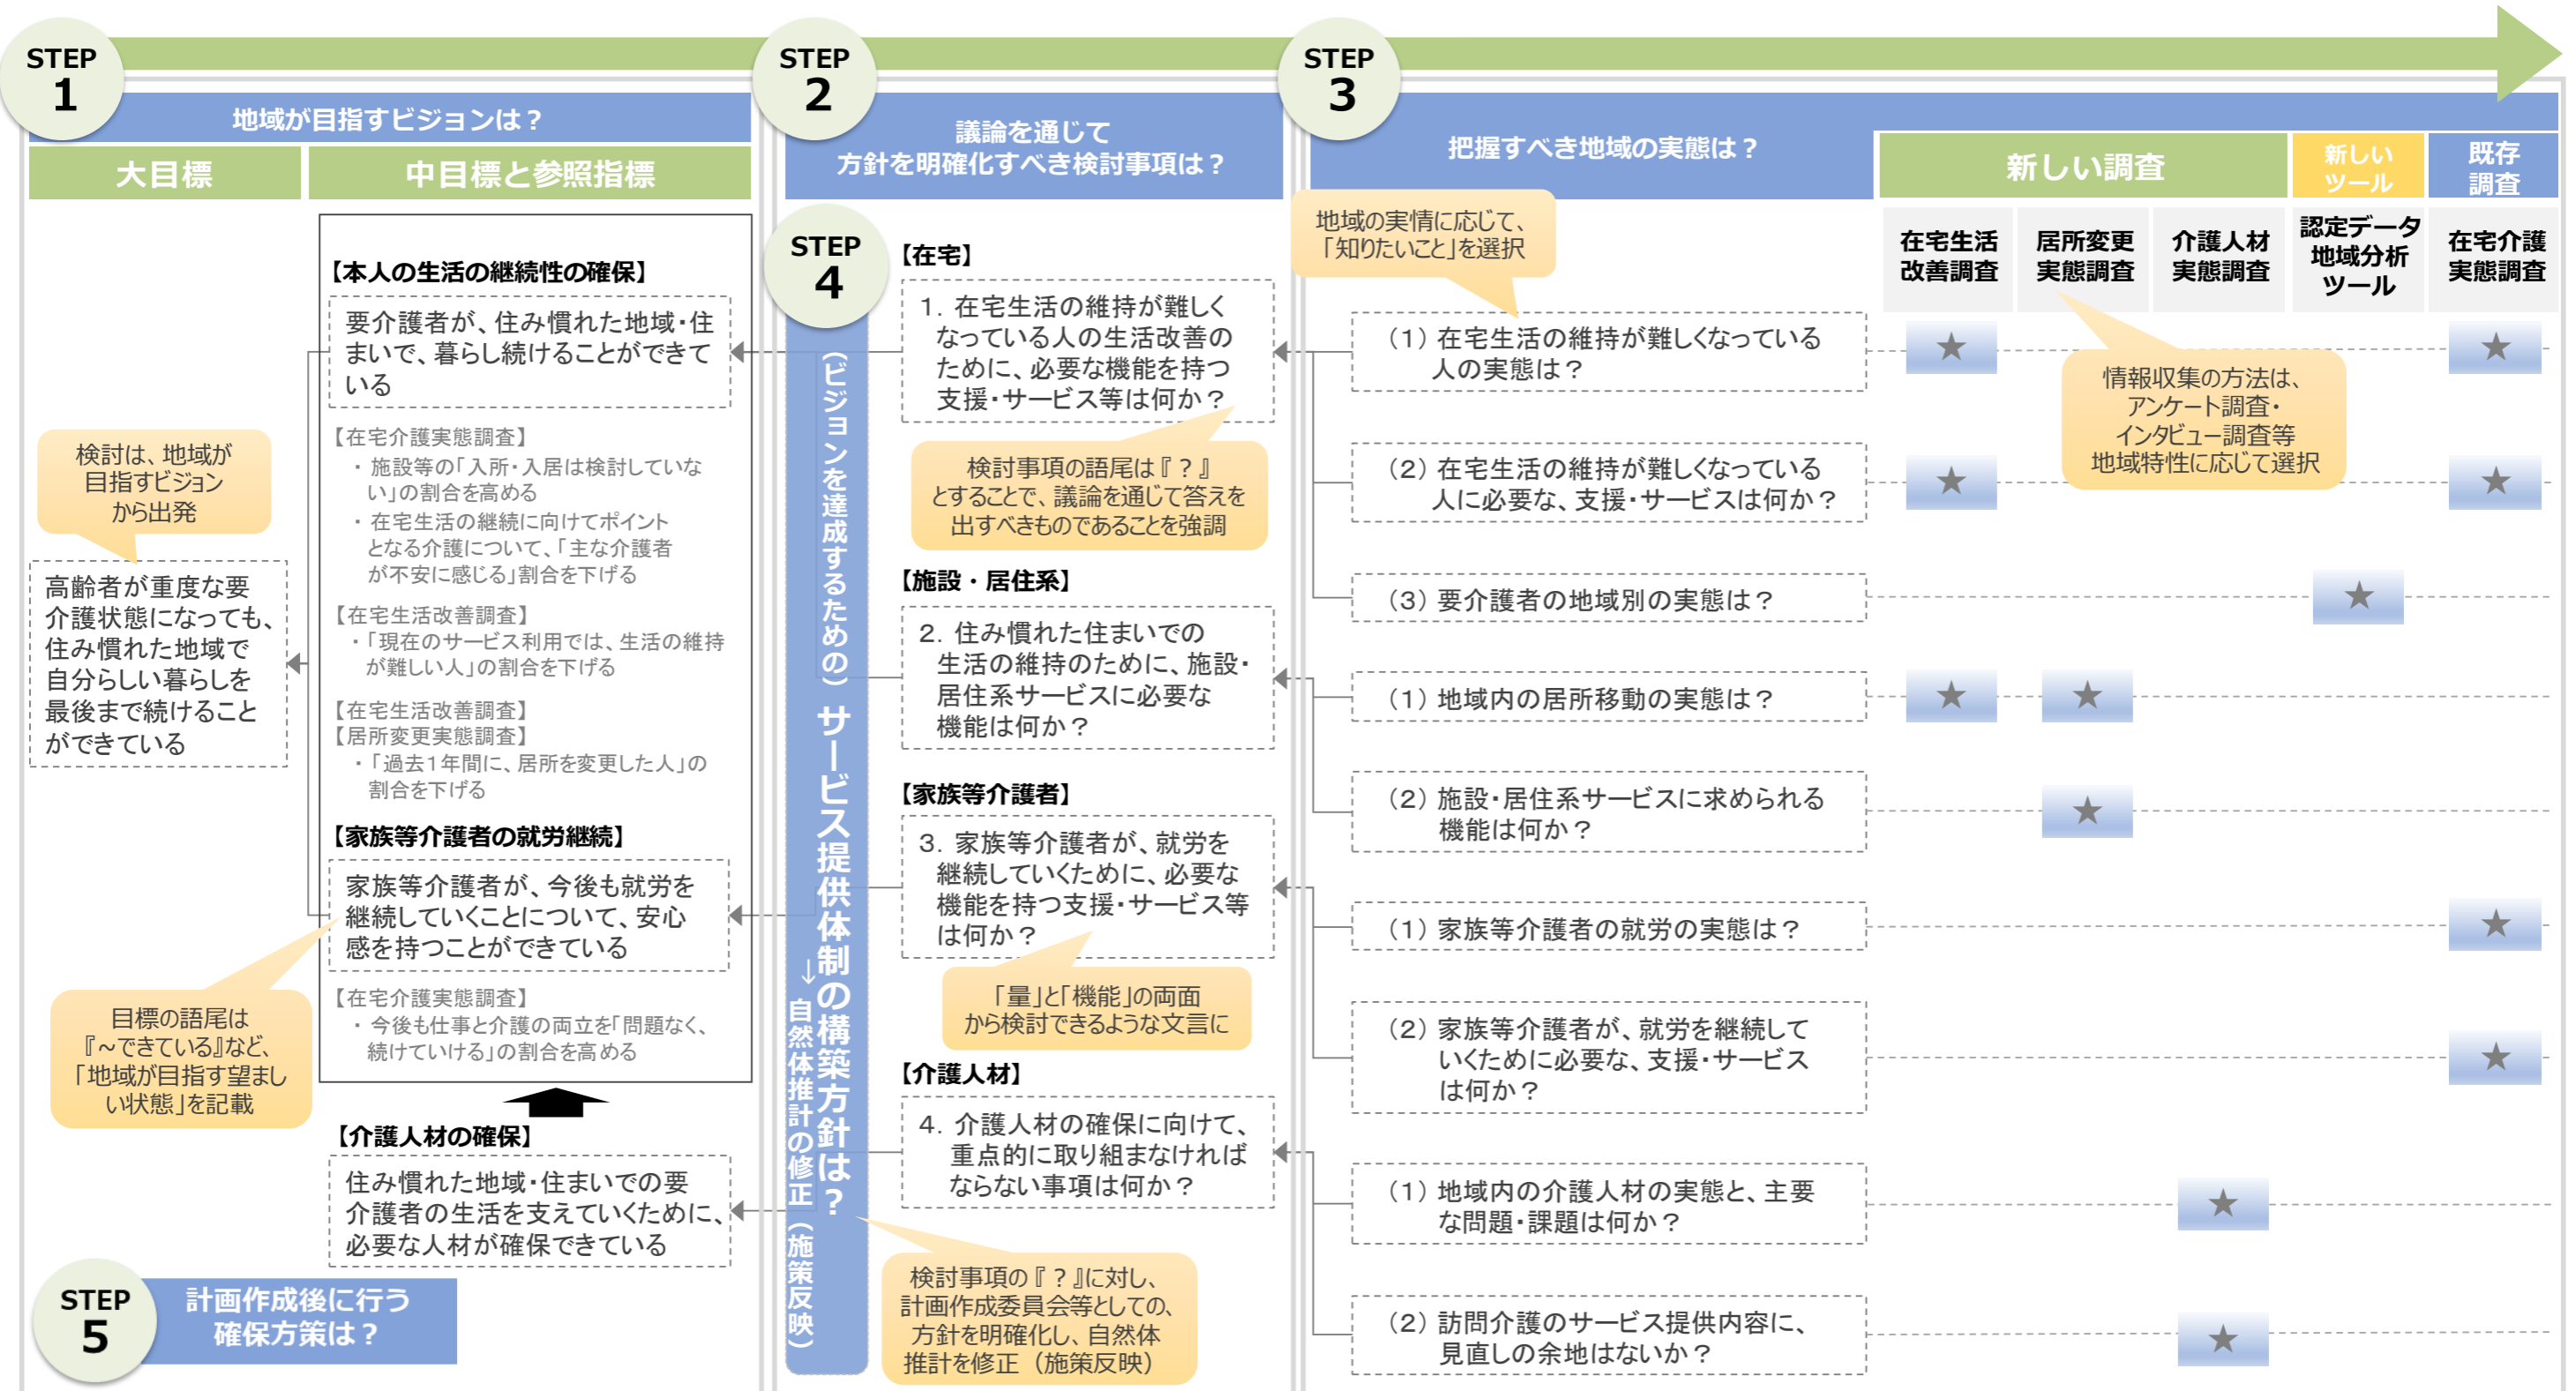 STEP
1
地域が目指すビジョンは？
大目標
中目標と参照指標
検討は、地域が
目指すビジョン
から出発
高齢者が重度な要
介護状態になっても、
住み慣れた地域で
自分らしい暮らしを
最後まで続けること
ができている
【本人の生活の継続性の確保】
要介護者が、住み慣れた地域・住
まいで、暮らし続けることができて
いる
【在宅介護実態調査】
・ 施設等の「入所・入居は検討していな
い」の割合を高める
・ 在宅生活の継続に向けてポイント
となる介護について、「主な介護者
が不安に感じる」割合を下げる
【在宅生活改善調査】
・「現在のサービス利用では、生活の維持
が難しい人」の割合を下げる
【在宅生活改善調査】
【居所変更実態調査】
・「過去１年間に、居所を変更した人」の
割合を下げる
【家族等介護者の就労継続】
家族等介護者が、今後も就労を
継続していくことについて、安心
感を持つことができている
目標の語尾は
『～できている』など、
「地域が目指す望まし
い状態」を記載
【在宅介護実態調査】
・ 今後も仕事と介護の両立を「問題なく、
続けていける」の割合を高める
【介護人材の確保】
住み慣れた地域・住まいでの要
介護者の生活を支えていくために、
必要な人材が確保できている
STEP
5
計画作成後に行う
確保方策は？
STEP
2
議論を通じて
方針を明確化すべき検討事項は？
STEP
4
（ビジョンを達成するための）サービス提供体制の構築方針は？
→自然体推計の修正（施策反映）
【在宅】
１．在宅生活の維持が難しく
なっている人の生活改善の
ために、必要な機能を持つ
支援・サービス等は何か？
検討事項の語尾は『？』
とすることで、議論を通じて答えを
出すべきものであることを強調
【施設・居住系】
２．住み慣れた住まいでの
生活の維持のために、施設・
居住系サービスに必要な
機能は何か？
【家族等介護者】
３．家族等介護者が、就労を
継続していくために、必要な
機能を持つ支援・サービス等
は何か？
「量」と「機能」の両面
から検討できるような文言に
【介護人材】
４．介護人材の確保に向けて、
重点的に取り組まなければ
ならない事項は何か？
検討事項の『？』に対し、
計画作成委員会等としての、
方針を明確化し、自然体
推計を修正（施策反映）
STEP
3
把握すべき地域の実態は？
新しい調査
新しい
ツール
既存
調査
地域の実情に応じて、
「知りたいこと」を選択
在宅生活
改善調査
居所変更
実態調査
介護人材
実態調査
認定データ
地域分析
ツール
在宅介護
実態調査
情報収集の方法は、
アンケート調査・
インタビュー調査等
地域特性に応じて選択
（１）在宅生活の維持が難しくなっている
人の実態は？
★ ★
（２）在宅生活の維持が難しくなっている
人に必要な、支援・サービスは何か？
★ ★
（３）要介護者の地域別の実態は？
★
（１）地域内の居所移動の実態は？
★ ★
（２）施設・居住系サービスに求められる
機能は何か？
★
（１）家族等介護者の就労の実態は？
★
（２）家族等介護者が、就労を継続して
いくために必要な、支援・サービス
は何か？
★
（１）地域内の介護人材の実態と、主要
な問題・課題は何か？
★
（２）訪問介護のサービス提供内容に、
見直しの余地はないか？
★